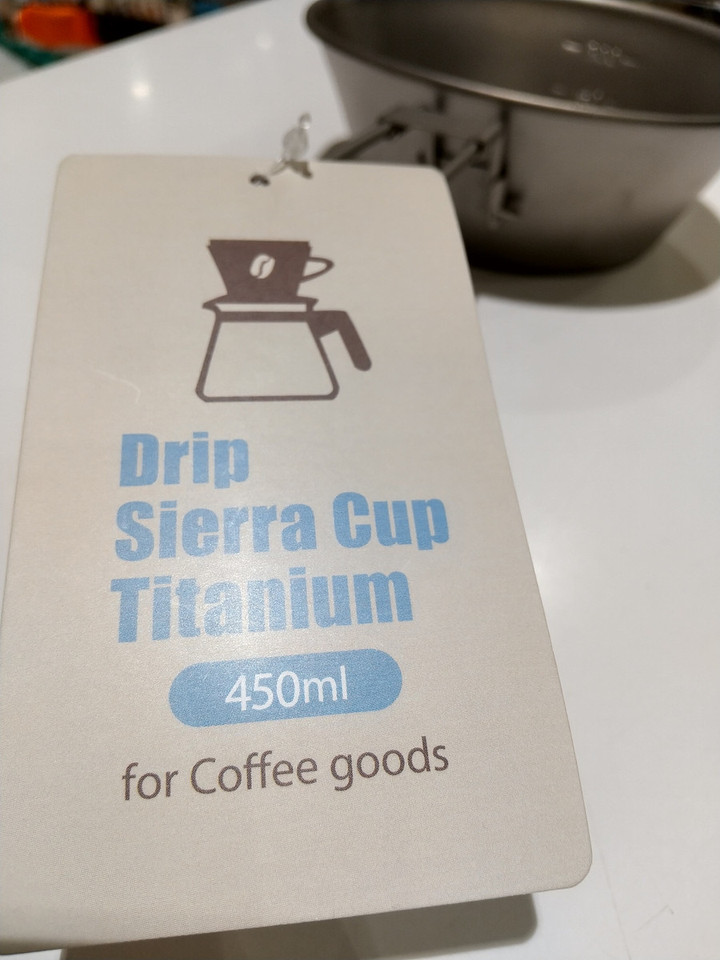 Drip
Sierra Cup
Titanium
450ml
for Coffee goods